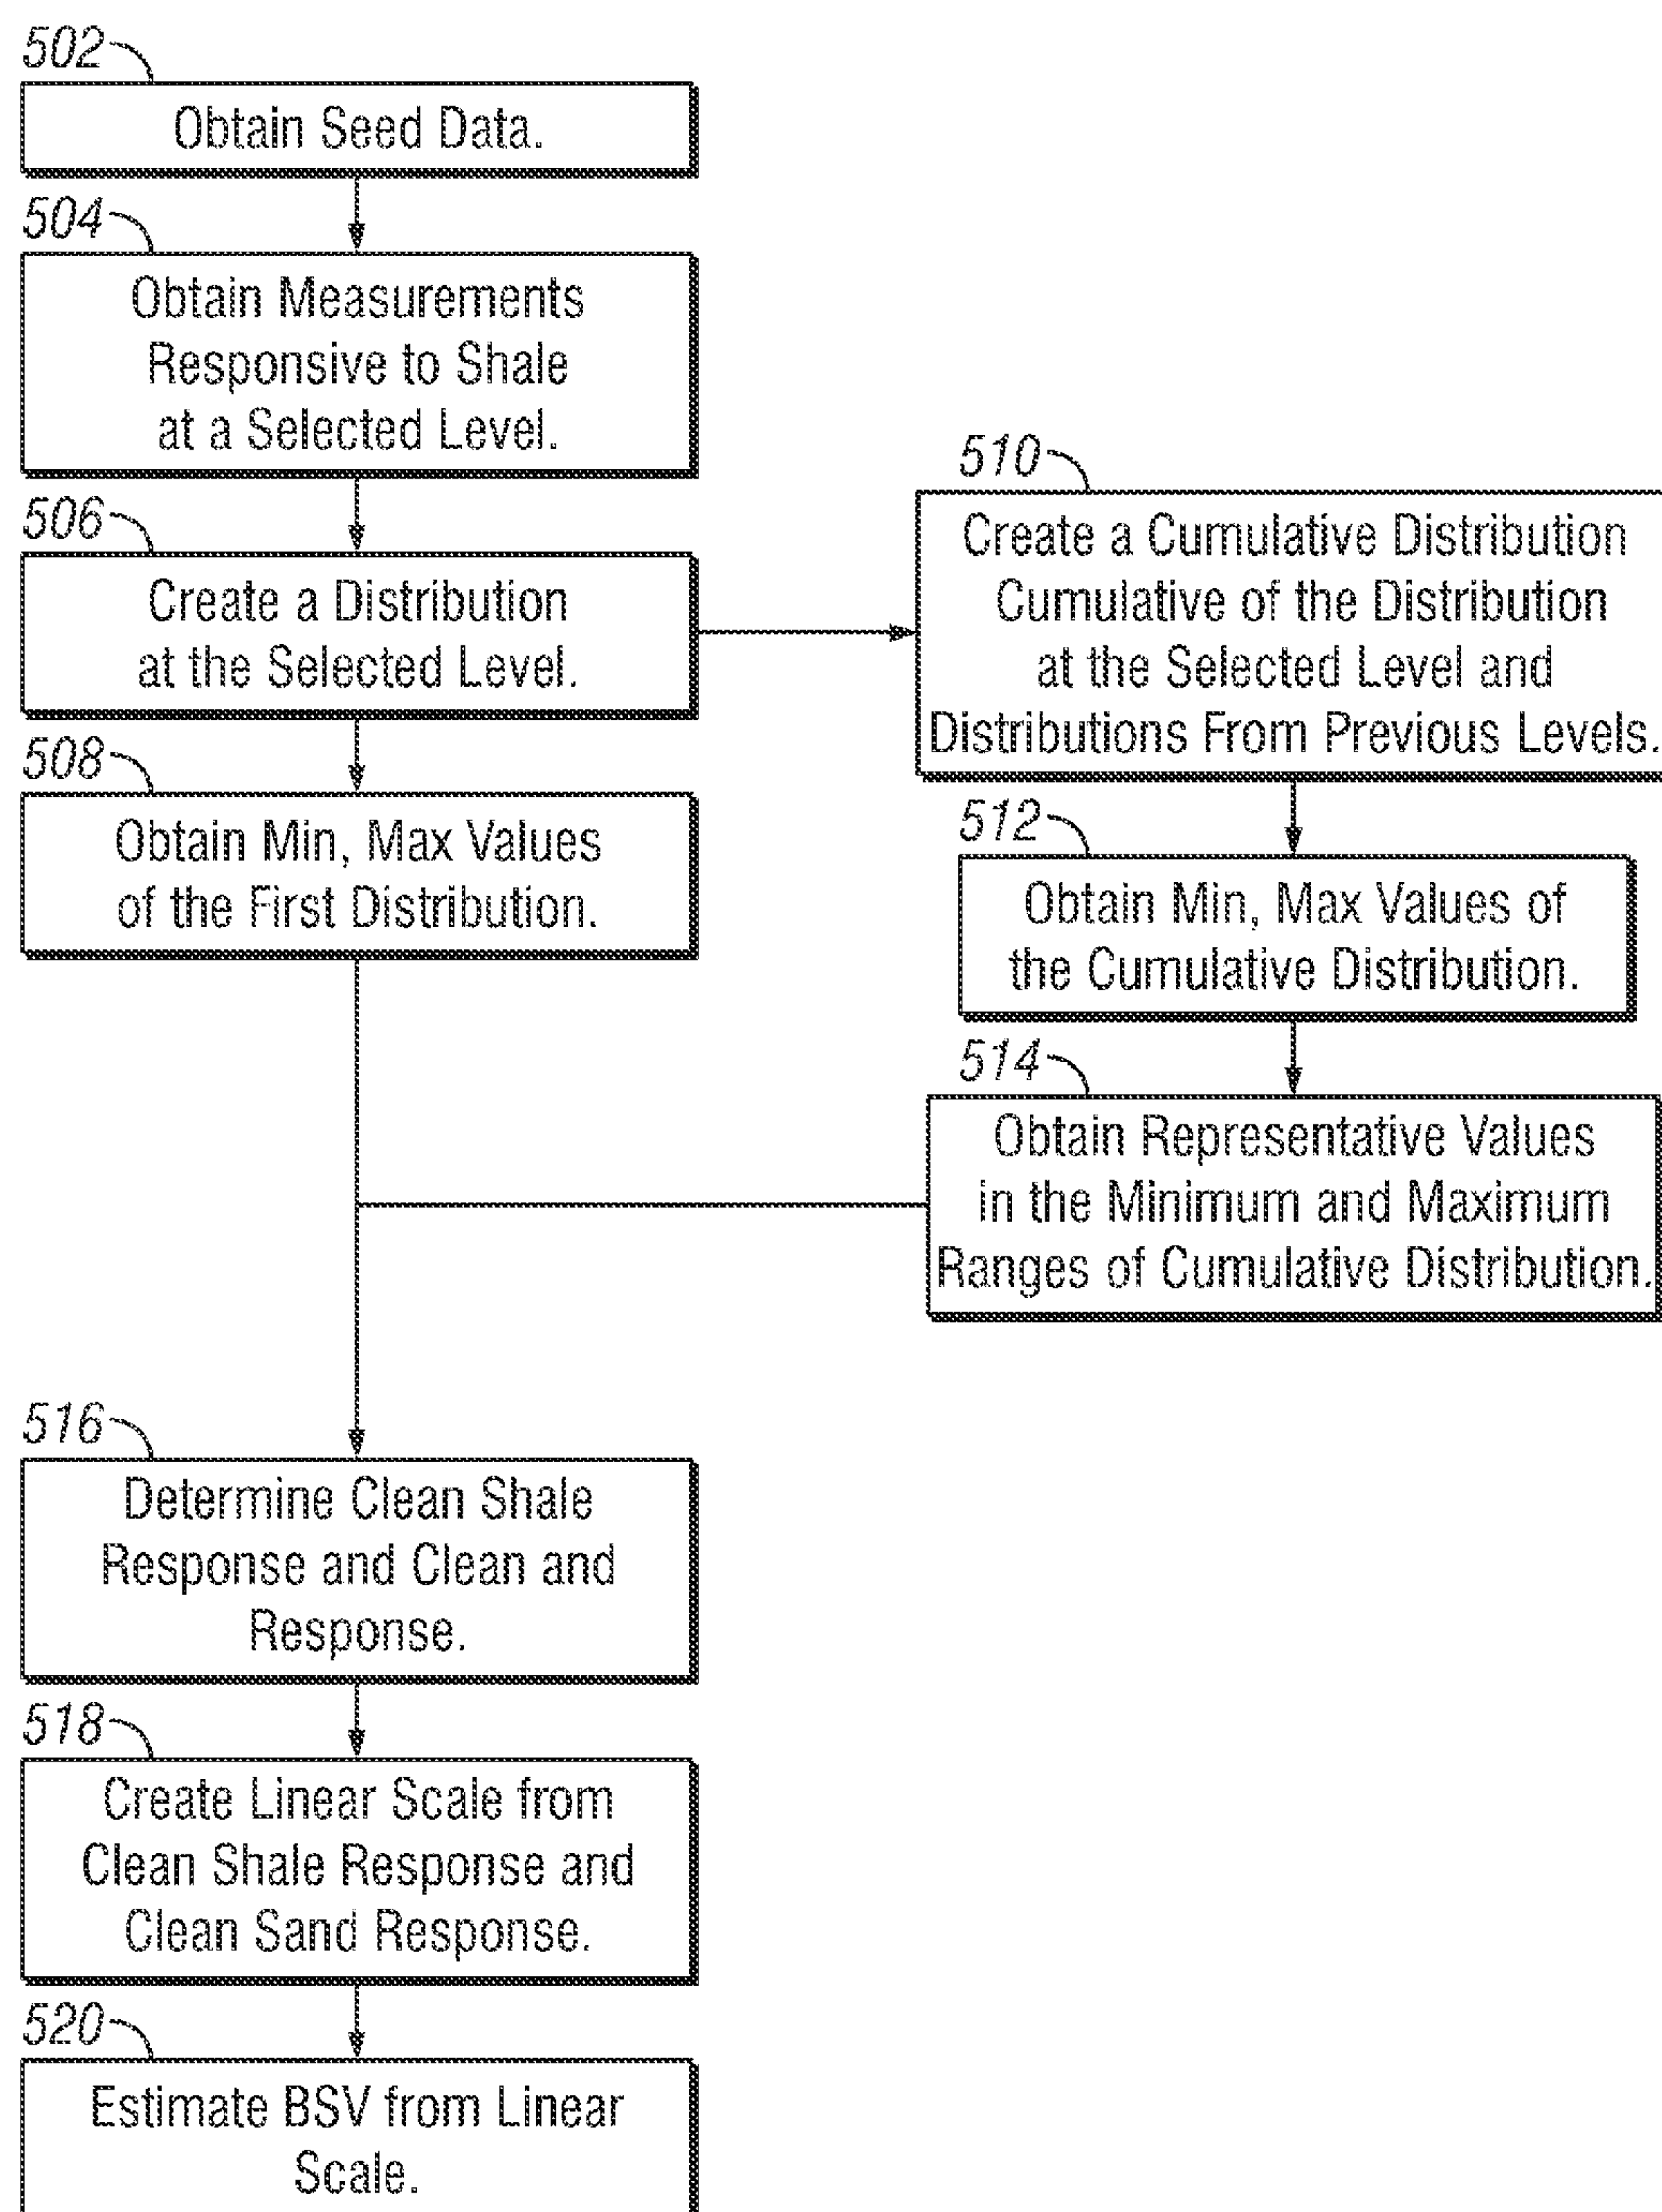 502
Obtain Seed Data.
504
Obtain Measurements
Responsive to Shale
at a Selected Level.
506
Create a Distribution
at the Selected Level.
508
Obtain Min, Max Values
of the First Distribution.
510
Create a Cumulative Distribution
Cumulative of the Distribution
at the Selected Level and
Distributions From Previous Levels.
512
Obtain Min, Max Values of
the Cumulative Distribution.
514
Obtain Representative Values
in the Minimum and Maximum
Ranges of Cumulative Distribution.
516
Determine Clean Shale
Response and Clean and
Response.
518
Create Linear Scale from
Clean Shale Response and
Clean Sand Response.
520
Estimate BSV from Linear
Scale.